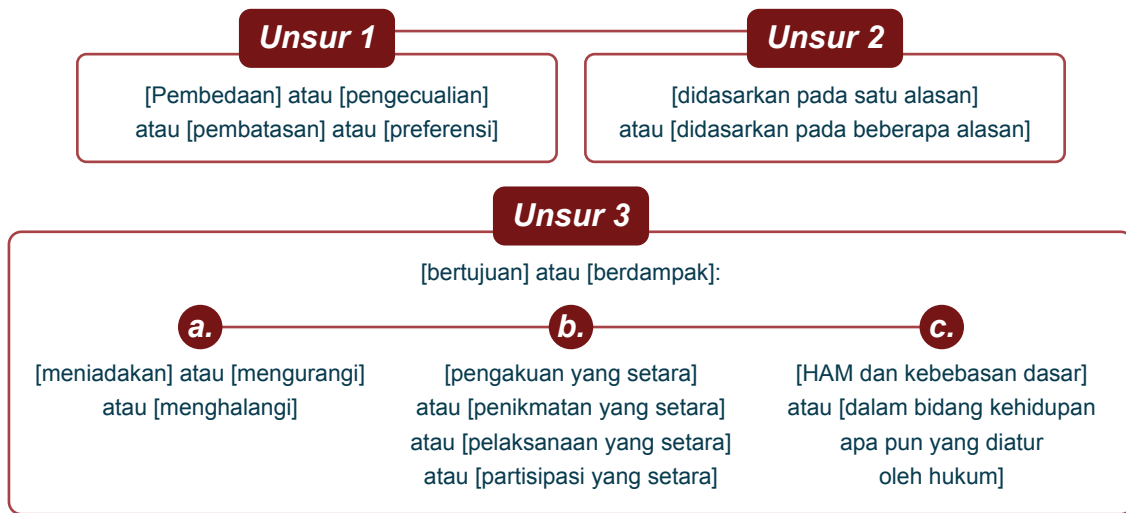 Unsur 1
[Pembedaan] atau [pengecualian]
atau [pembatasan] atau [preferensi]
Unsur 2
[didasarkan pada satu alasan]
atau [didasarkan pada beberapa alasan]
Unsur 3
[bertujuan] atau [berdampak]:
a.
[meniadakan] atau [mengurangi]
atau [menghalangi]
b.
[pengakuan yang setara]
atau [penikmatan yang setara]
atau [pelaksanaan yang setara]
atau [partisipasi yang setara]
c.
[HAM dan kebebasan dasar]
atau [dalam bidang kehidupan
apa pun yang diatur
oleh hukum]